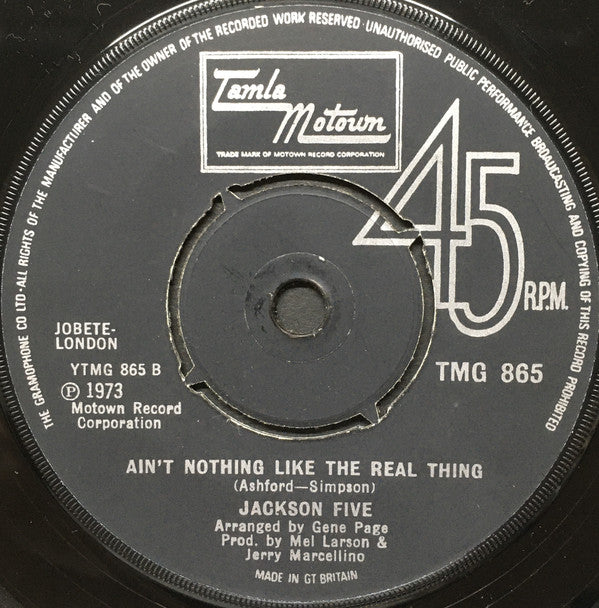 THE GRAMOPHONE CO LTD · ALL RIGHTS OF THE MANUFACTURER AND OF THE OWNER OF THE RECORDED WORK RESERVED · UNAUTHORISED PUBLIC PERFORMANCE BROADCASTING AND COPYING OF THIS RECORD PROHIBITED
Tamla
Motown
TRADE MARK OF MOTOWN RECORD CORPORATION
45
R.P.M.
JOBETE-
LONDON
YTMG 865 B
℗ 1973
Motown Record
Corporation
TMG 865
AIN'T NOTHING LIKE THE REAL THING
(Ashford—Simpson)
JACKSON FIVE
Arranged by Gene Page
Prod. by Mel Larson &
Jerry Marcellino
MADE IN GT BRITAIN